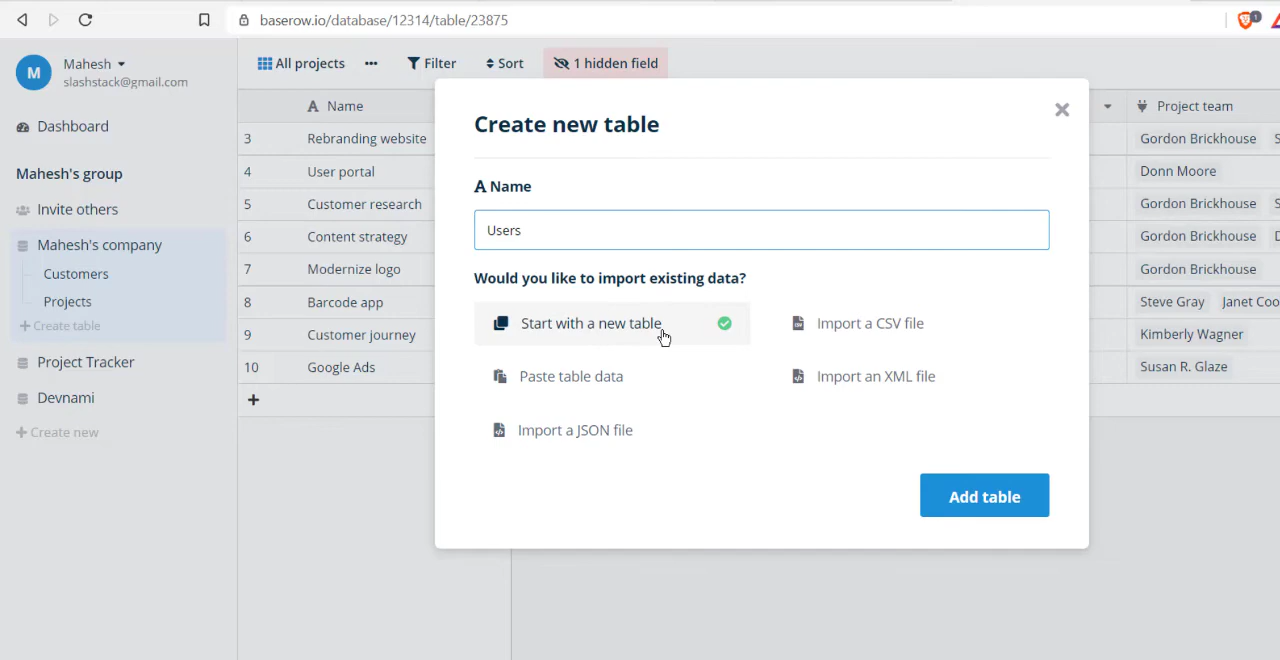 baserow.io/database/12314/table/23875
1
M
Mahesh
slashstack@gmail.com
Dashboard
Mahesh's group
Invite others
Mahesh's company
Customers
Projects
Create table
Project Tracker
Devnami
Create new
All projects
Filter
Sort
1 hidden field
Name
Project team
3 Rebranding website Gordon Brickhouse S
4 User portal Donn Moore
5 Customer research Gordon Brickhouse S
6 Content strategy Gordon Brickhouse D
7 Modernize logo Gordon Brickhouse
8 Barcode app Steve Gray Janet Coo
9 Customer journey Kimberly Wagner
10 Google Ads Susan R. Glaze
Create new table
A Name
Users
Would you like to import existing data?
Start with a new table
Import a CSV file
Paste table data
Import an XML file
Import a JSON file
Add table